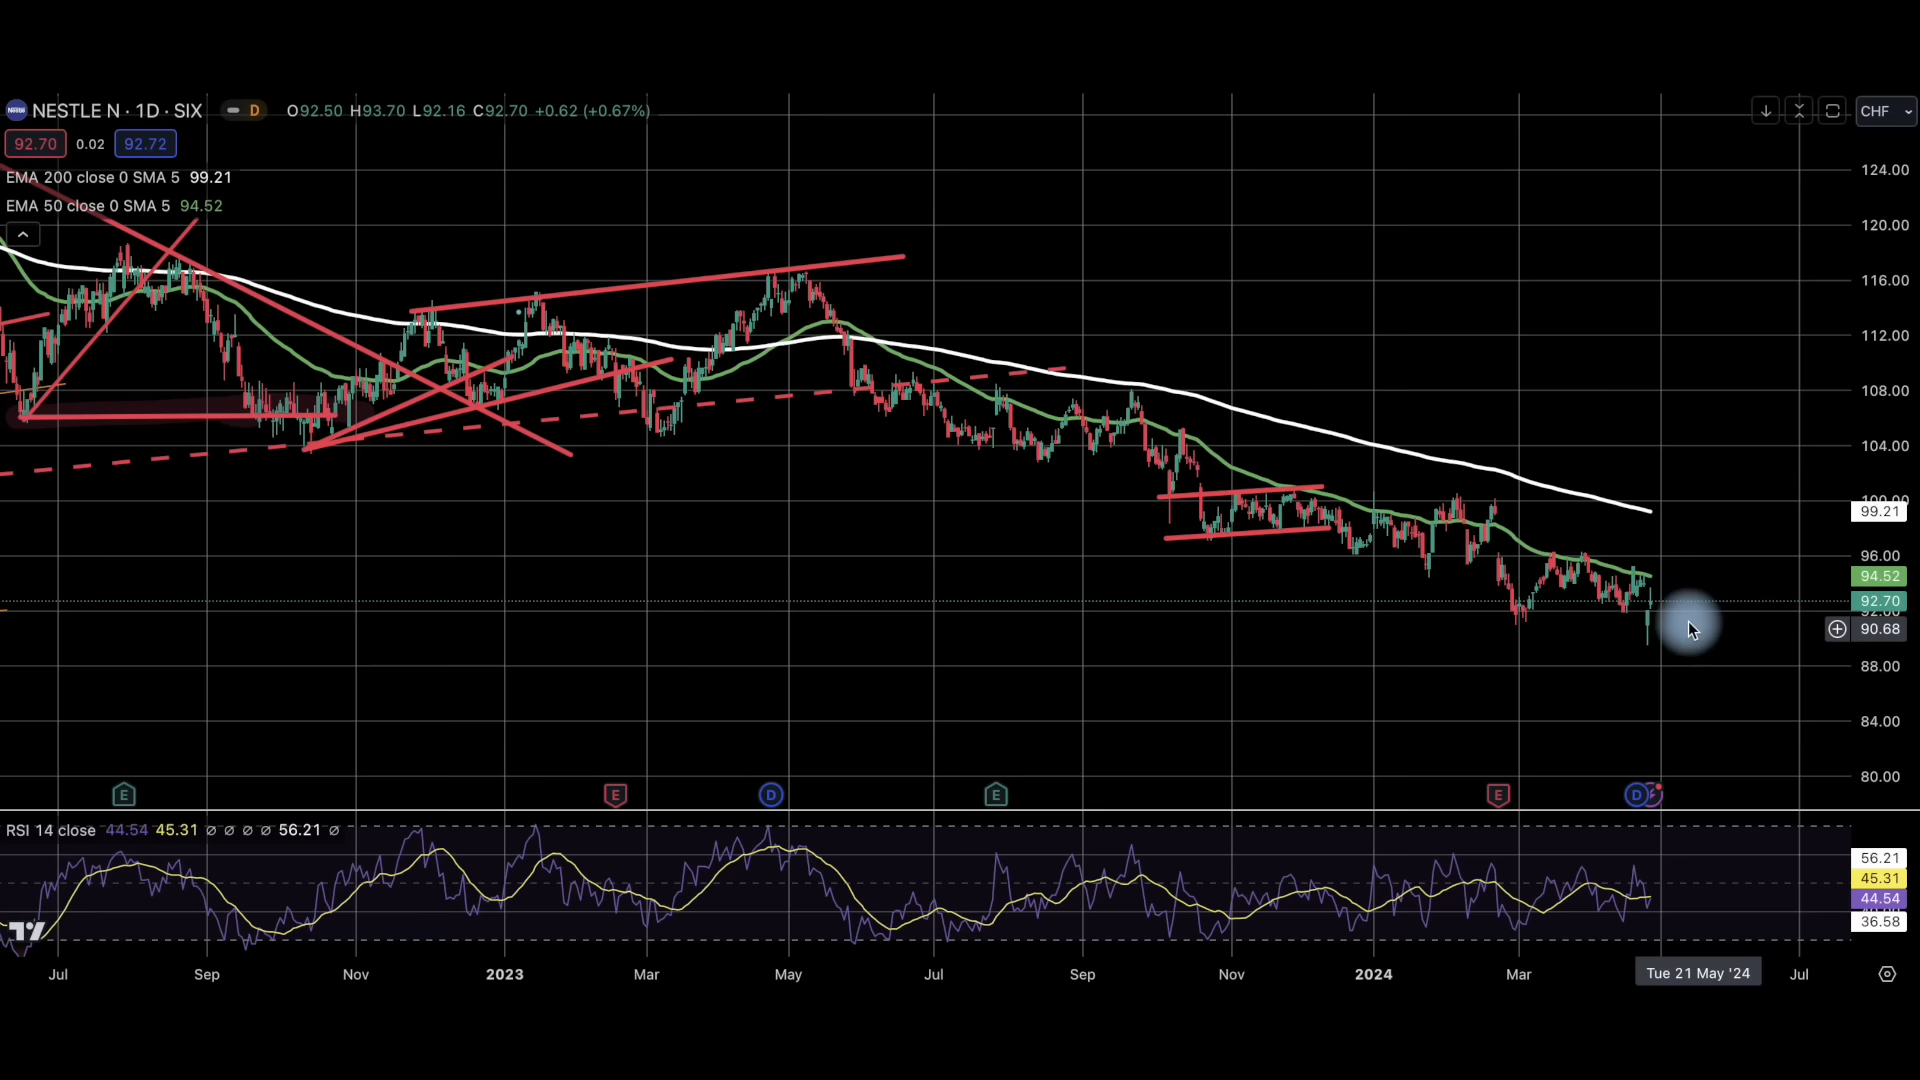 NESTLE N · 1D · SIX D O92.50 H93.70 L92.16 C92.70 +0.62 (+0.67%) CHF
92.70 0.02 92.72
EMA 200 close 0 SMA 5 99.21
EMA 50 close 0 SMA 5 94.52
124.00
120.00
116.00
112.00
108.00
104.00
100.00
99.21
96.00
94.52
92.70
92.00
90.68
88.00
84.00
80.00
E E D E E D
RSI 14 close 44.54 45.31 ∅ ∅ ∅ ∅ 56.21 ∅
56.21
45.31
44.54
36.58
Jul Sep Nov 2023 Mar May Jul Sep Nov 2024 Mar Tue 21 May '24 Jul